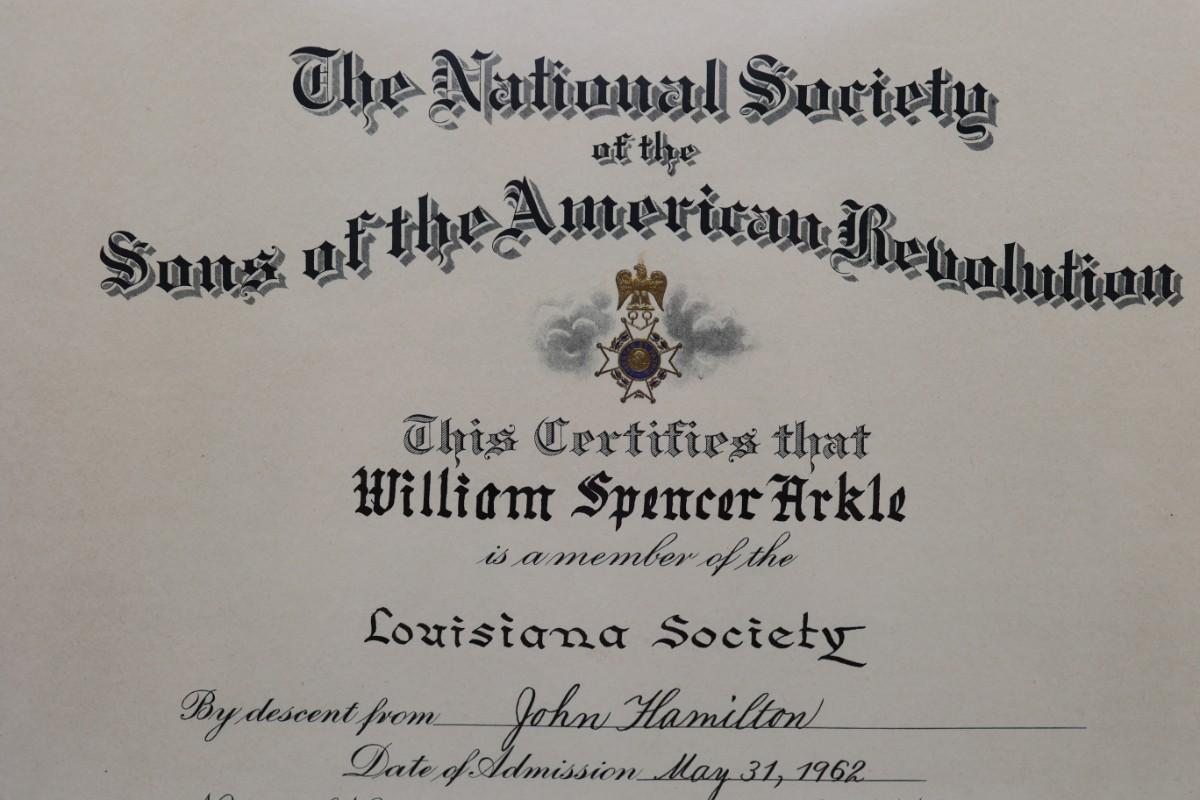 The National Society
of the
Sons of the American Revolution
This Certifies that
William Spencer Arkle
is a member of the
Louisiana Society
By descent from John Hamilton
Date of Admission May 31, 1962